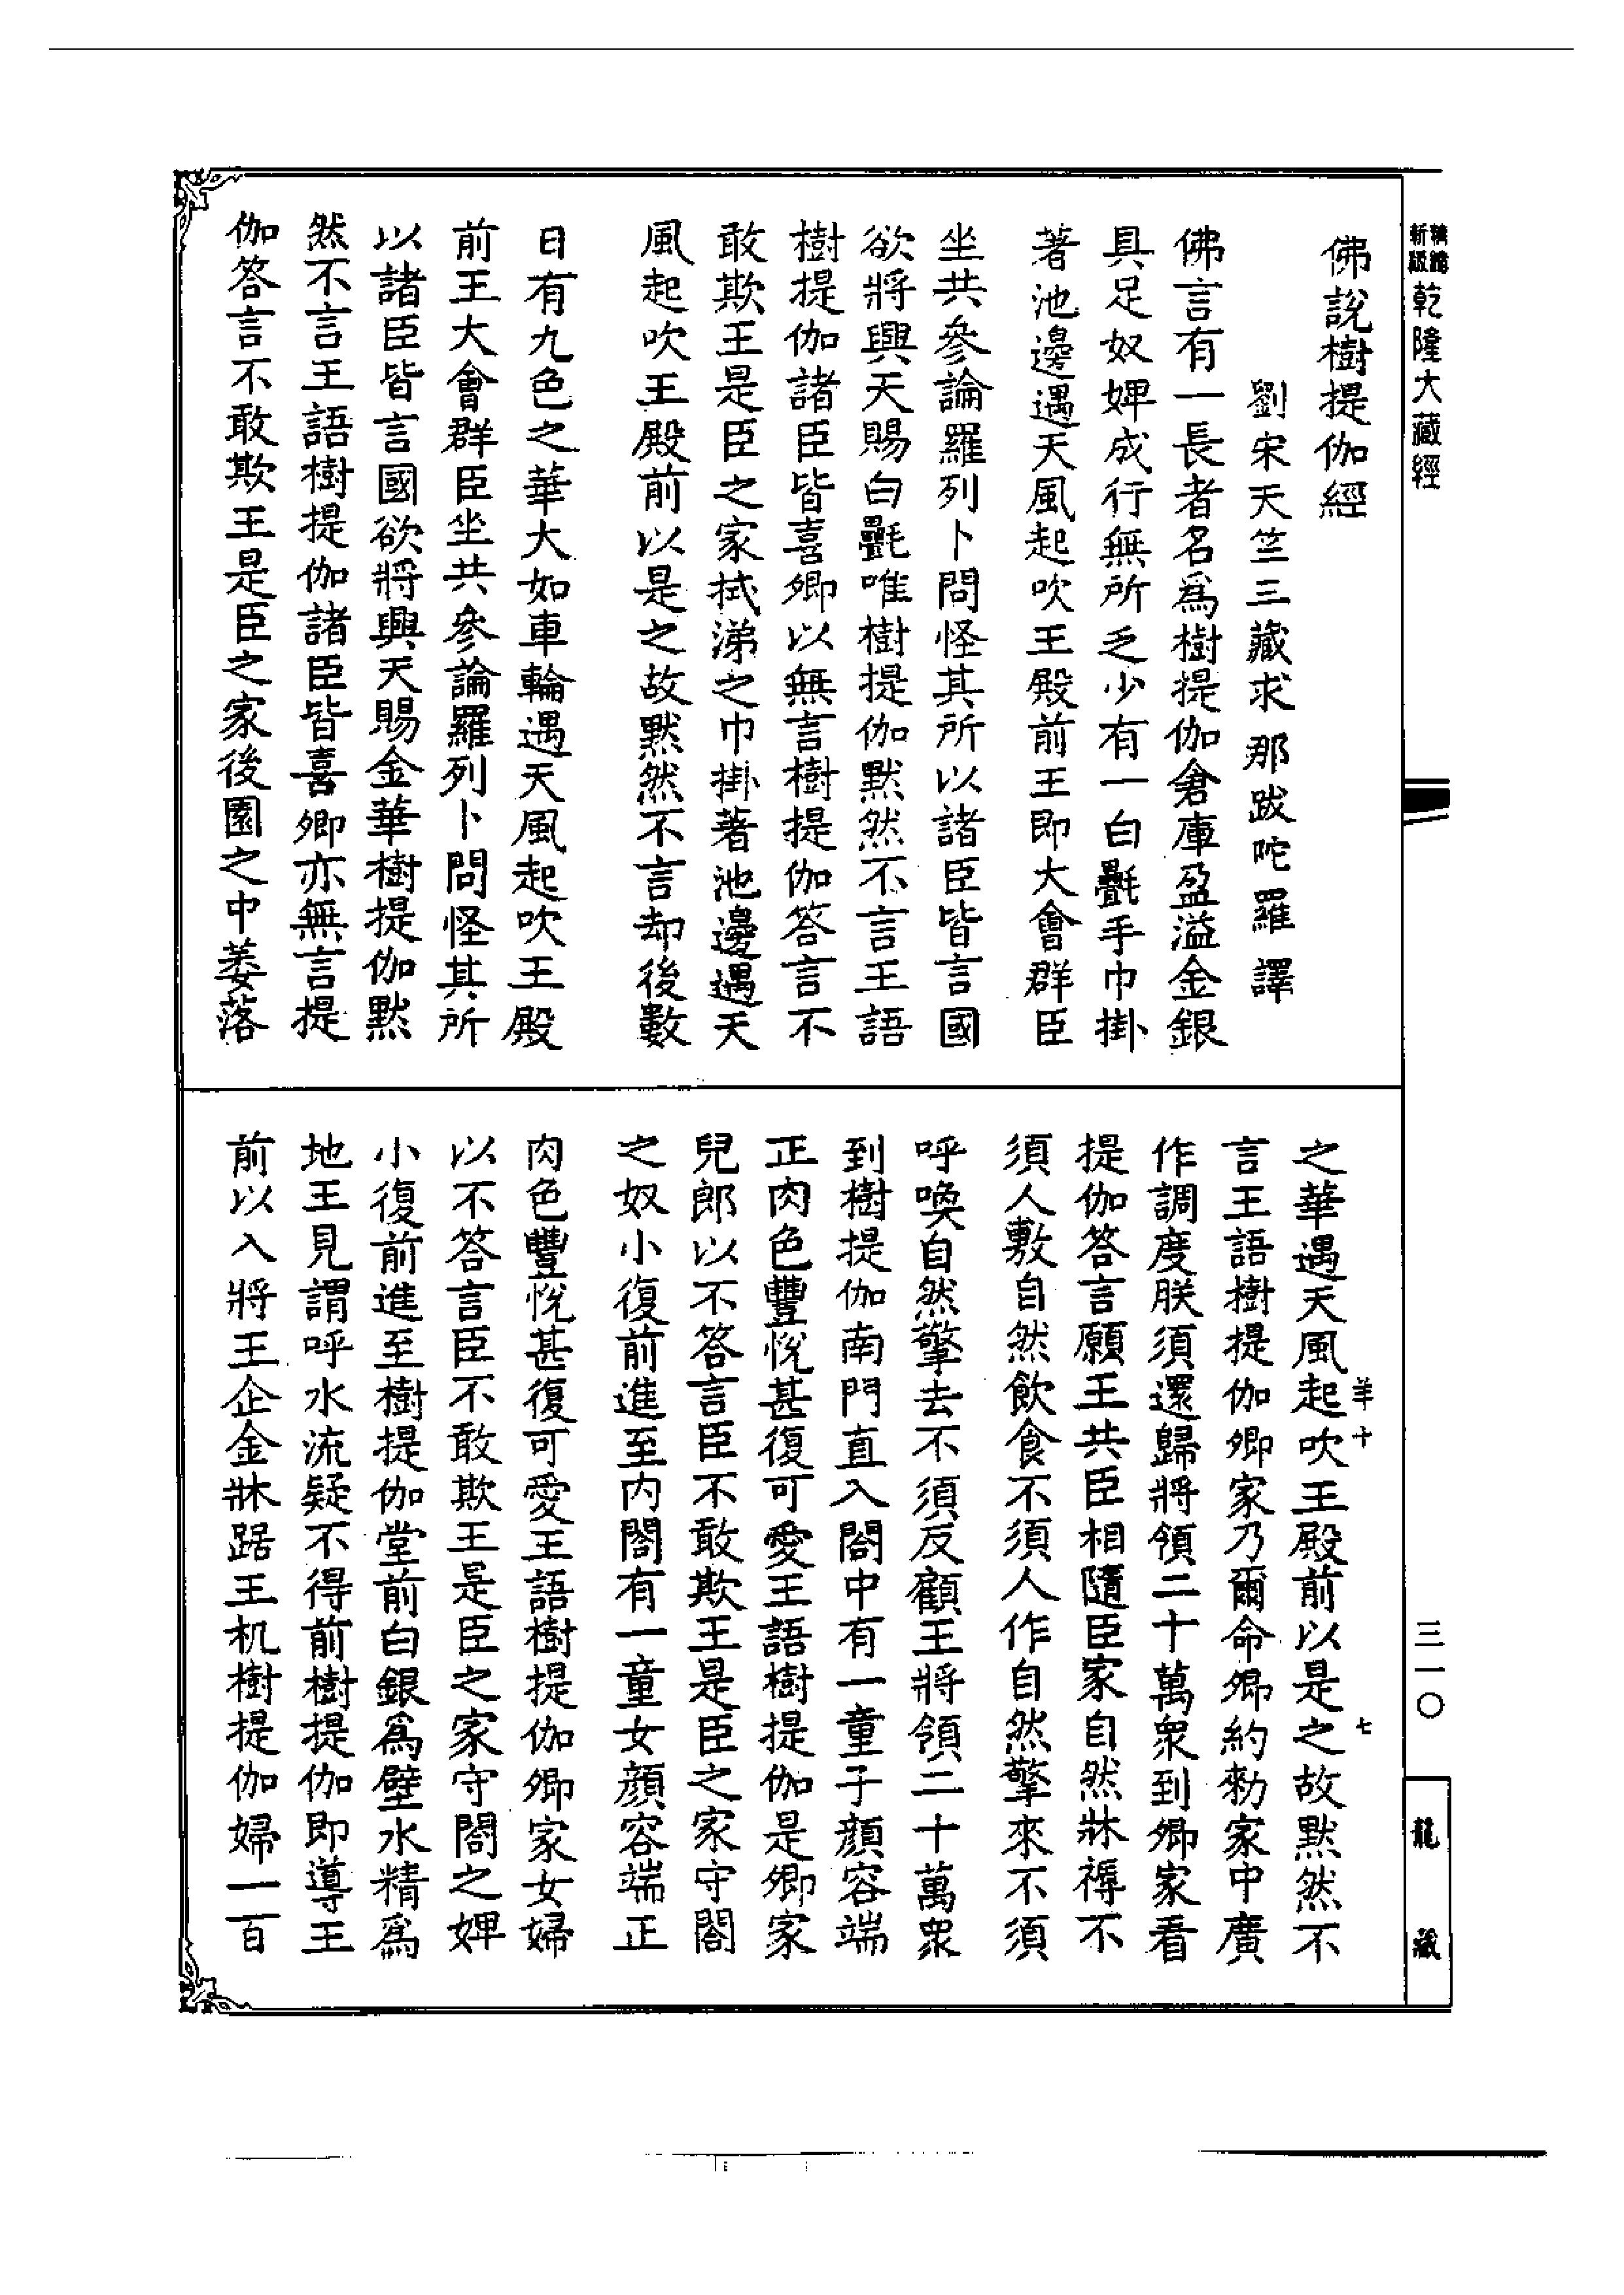 新編
縮版
乾隆大藏經
三一〇
龍藏
佛說樹提伽經
劉宋天竺三藏求那跋陀羅譯
佛言有一長者名爲樹提伽倉庫盈溢金銀
具足奴婢成行無所乏少有一白㲲手巾掛
著池邊遇天風起吹王殿前王即大會群臣
坐共參論羅列卜問怪其所以諸臣皆言國
欲將興天賜白㲲唯樹提伽默然不言王語
樹提伽諸臣皆喜卿以無言樹提伽答言不
敢欺王是臣之家拭涕之巾掛著池邊遇天
風起吹王殿前以是之故默然不言却後數
日有九色之華大如車輪遇天風起吹王殿
前王大會群臣坐共參論羅列卜問怪其所
以諸臣皆言國欲將興天賜金華樹提伽默
然不言王語樹提伽諸臣皆喜卿亦無言提
伽答言不敢欺王是臣之家後園之中萎落
之華遇天風起吹王殿前以是之故默然不
言王語樹提伽卿家乃爾命卿約勑家中廣
作調度朕須還歸將領二十萬衆到卿家看
提伽答言願王共臣相隨臣家自然牀褥不
須人敷自然飲食不須人作自然擎來不須
呼喚自然擎去不須反顧王將領二十萬衆
到樹提伽南門直入閤中有一童子顏容端
正肉色豐悅甚復可愛王語樹提伽是卿家
兒郎以不答言臣不敢欺王是臣之家守閤
之奴小復前進至內閤有一童女顏容端正
肉色豐悅甚復可愛王語樹提伽卿家女婦
以不答言臣不敢欺王是臣之家守閤之婢
小復前進至樹提伽堂前白銀爲壁水精爲
地王見謂呼水流疑不得前樹提伽即導王
前以入將王企金牀踞王机樹提伽婦一百
羊十
七